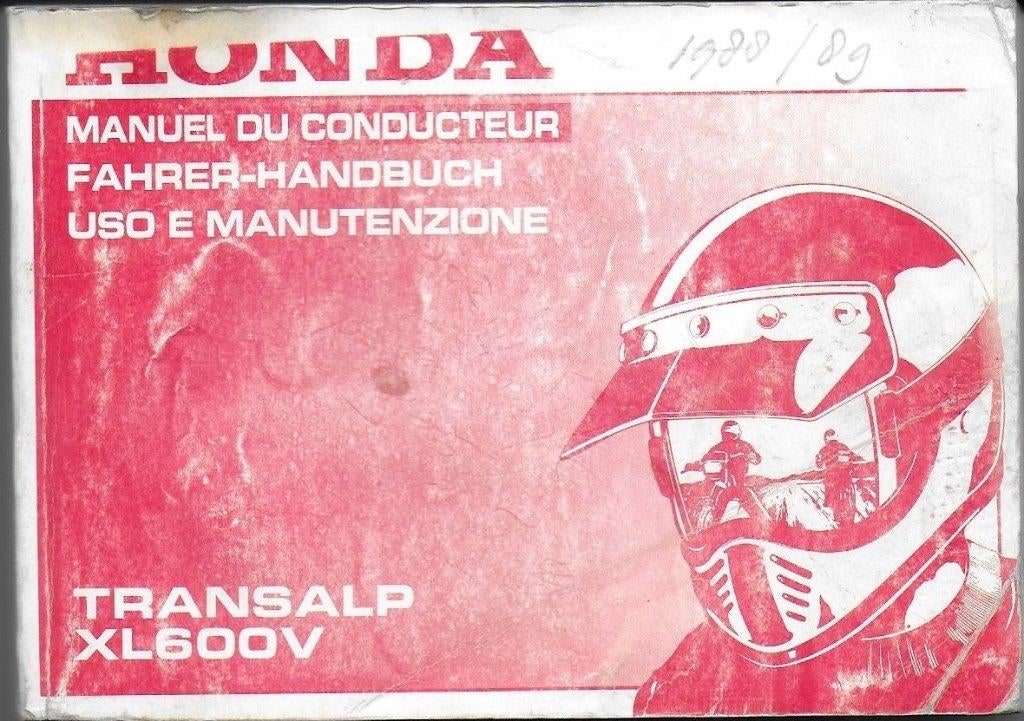 HONDA
1988/89
MANUEL DU CONDUCTEUR
FAHRER-HANDBUCH
USO E MANUTENZIONE
TRANSALP
XL600V